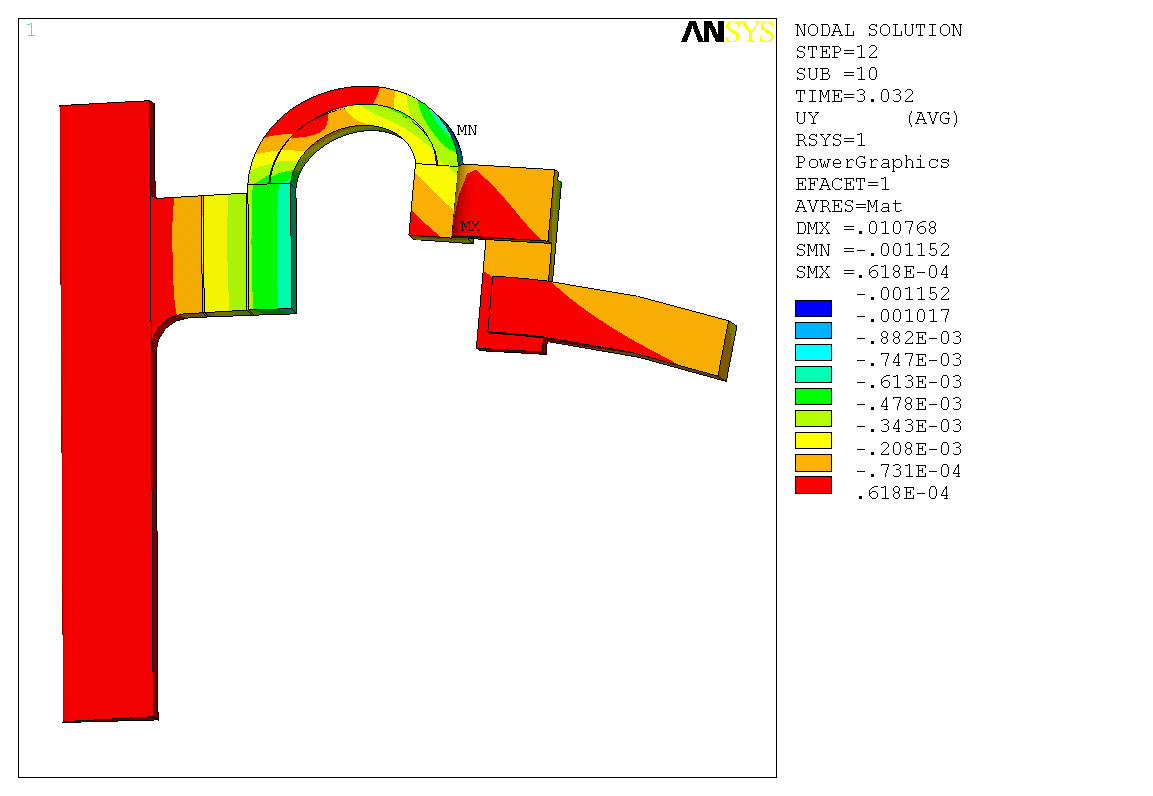 1
ANSYS
MN
MX
NODAL SOLUTION
STEP=12
SUB =10
TIME=3.032
UY (AVG)
RSYS=1
PowerGraphics
EFACET=1
AVRES=Mat
DMX =.010768
SMN =-.001152
SMX =.618E-04
-.001152
-.001017
-.882E-03
-.747E-03
-.613E-03
-.478E-03
-.343E-03
-.208E-03
-.731E-04
.618E-04